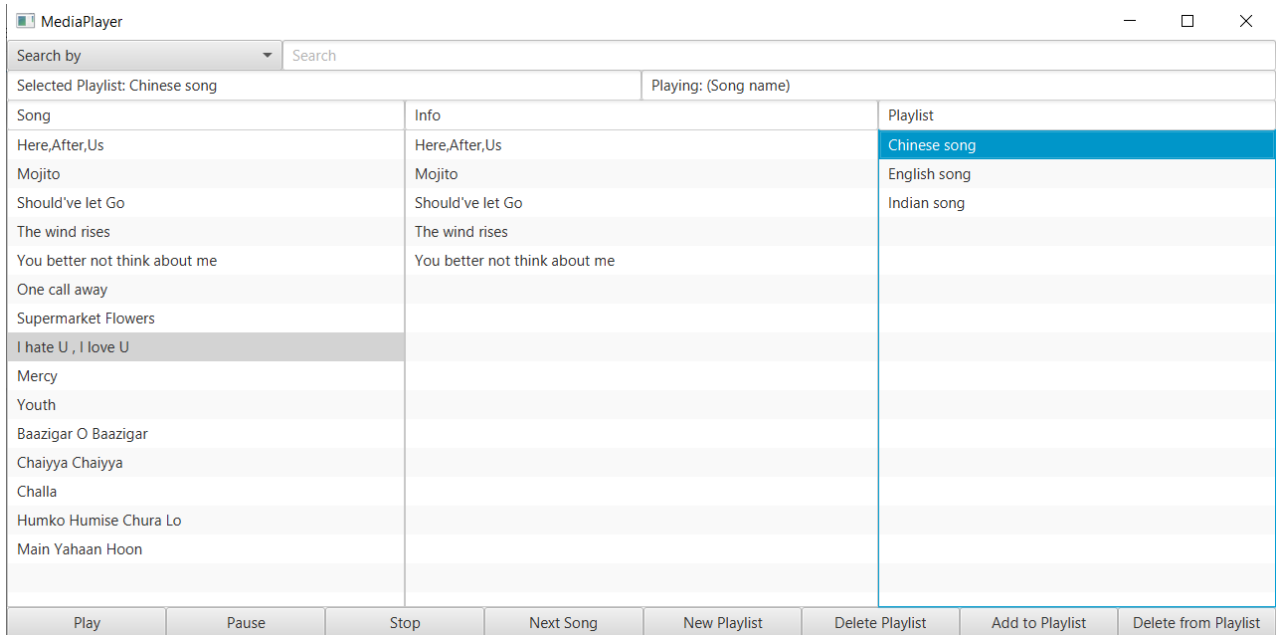 MediaPlayer
Search by Search
Selected Playlist: Chinese song Playing: (Song name)
Song Info Playlist
Here,After,Us Here,After,Us Chinese song
Mojito Mojito English song
Should've let Go Should've let Go Indian song
The wind rises The wind rises
You better not think about me You better not think about me
One call away
Supermarket Flowers
I hate U , I love U
Mercy
Youth
Baazigar O Baazigar
Chaiyya Chaiyya
Challa
Humko Humise Chura Lo
Main Yahaan Hoon
Play Pause Stop Next Song New Playlist Delete Playlist Add to Playlist Delete from Playlist